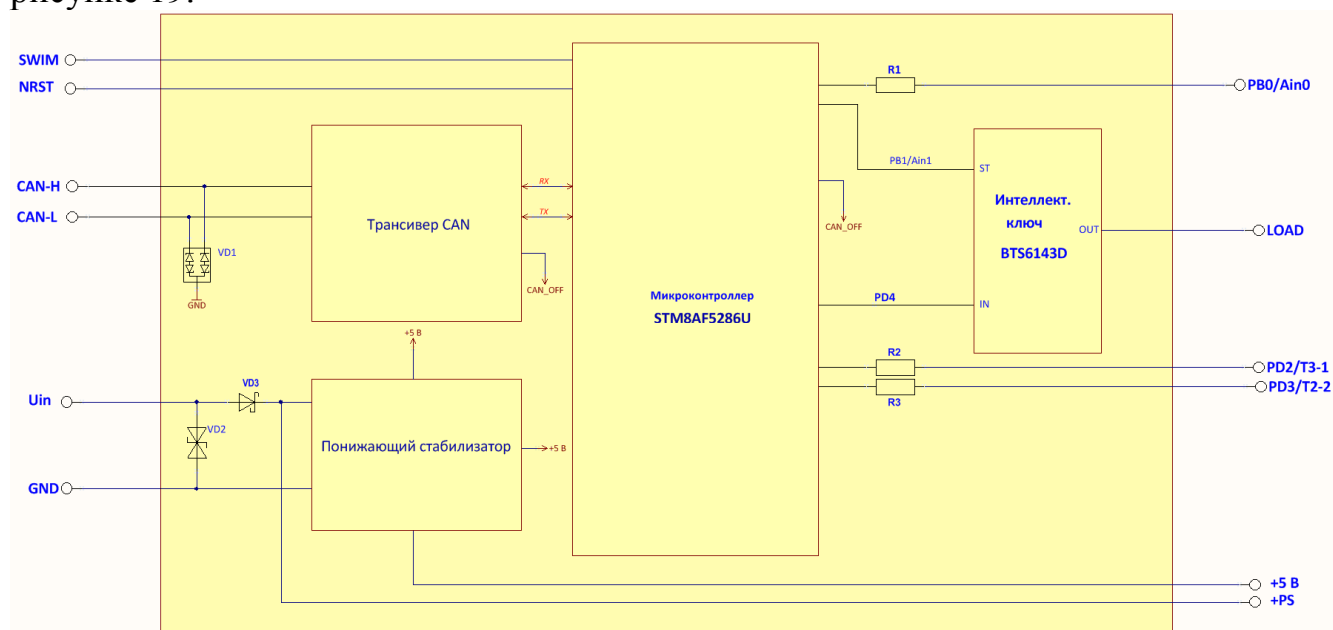 рисунке 19.
SWIM
NRST
CAN-H
CAN-L
VD1
GND
Трансивер CAN
RX
TX
CAN_OFF
+5 В
Uin
VD3
VD2
GND
Понижающий стабилизатор
+5 В
Микроконтроллер
STM8AF5286U
R1
PB0/Ain0
PB1/Ain1
ST
CAN_OFF
Интеллект.
ключ
BTS6143D
OUT
LOAD
PD4
IN
R2
PD2/T3-1
R3
PD3/T2-2
+5 В
+PS